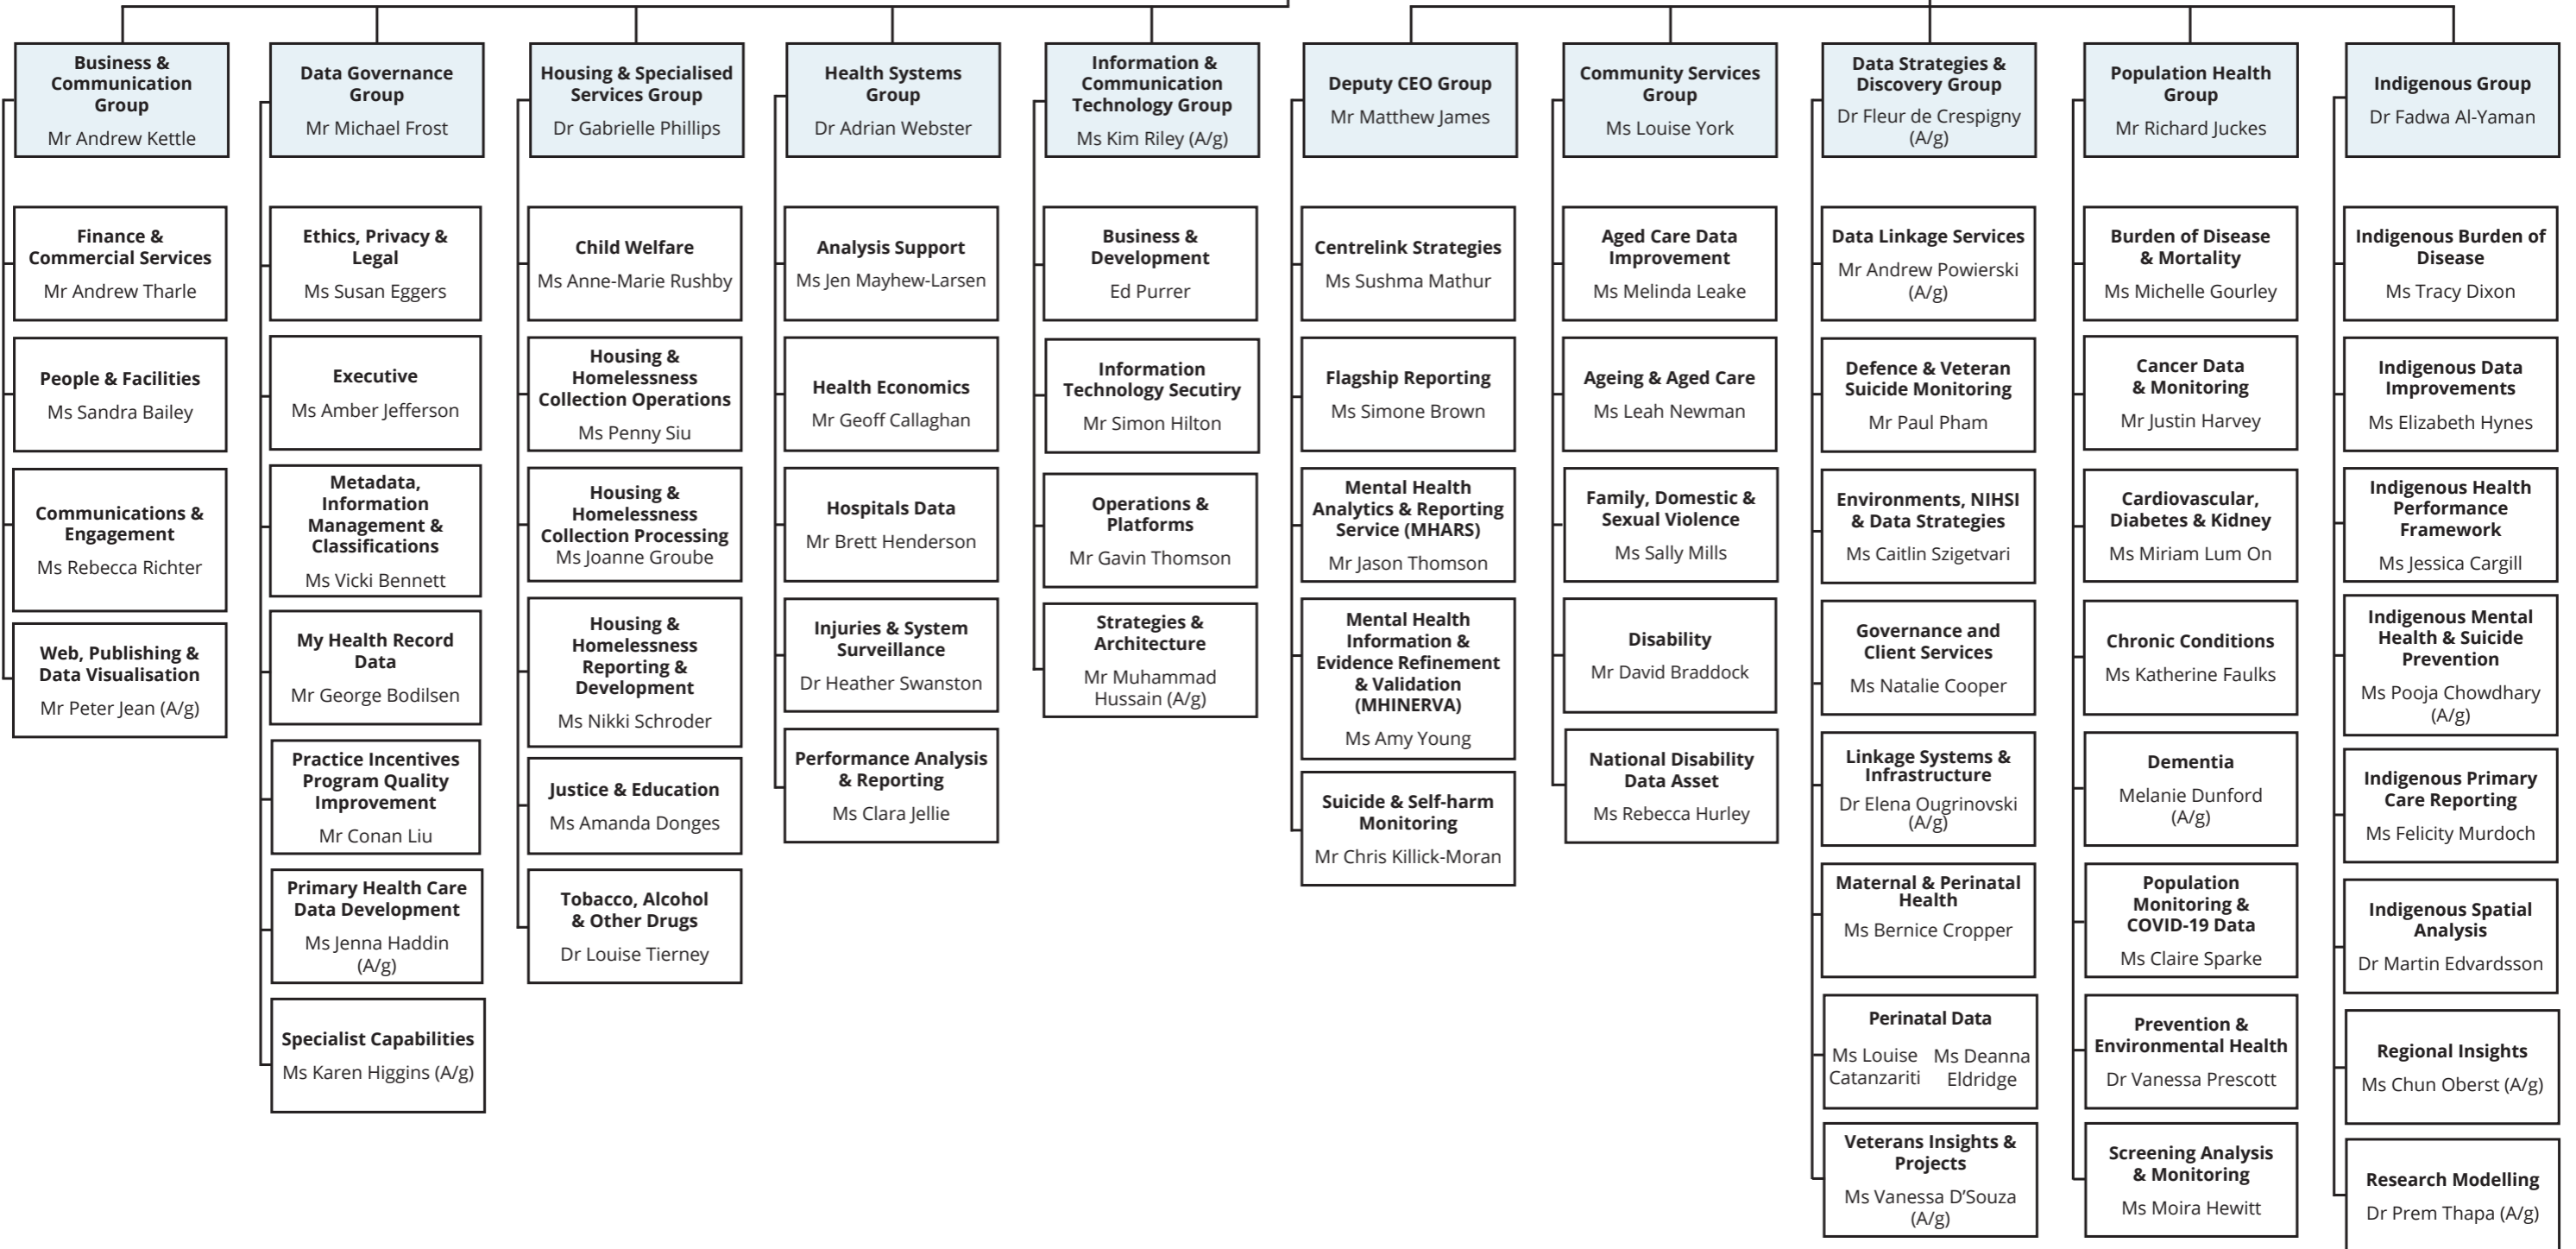 Business &
Communication
Group
Mr Andrew Kettle
Finance &
Commercial Services
Mr Andrew Tharle
People & Facilities
Ms Sandra Bailey
Communications &
Engagement
Ms Rebecca Richter
Web, Publishing &
Data Visualisation
Mr Peter Jean (A/g)
Data Governance
Group
Mr Michael Frost
Ethics, Privacy &
Legal
Ms Susan Eggers
Executive
Ms Amber Jefferson
Metadata,
Information
Management &
Classifications
Ms Vicki Bennett
My Health Record
Data
Mr George Bodilsen
Practice Incentives
Program Quality
Improvement
Mr Conan Liu
Primary Health Care
Data Development
Ms Jenna Haddin
(A/g)
Specialist Capabilities
Ms Karen Higgins (A/g)
Housing & Specialised
Services Group
Dr Gabrielle Phillips
Child Welfare
Ms Anne-Marie Rushby
Housing &
Homelessness
Collection Operations
Ms Penny Siu
Housing &
Homelessness
Collection Processing
Ms Joanne Groube
Housing &
Homelessness
Reporting &
Development
Ms Nikki Schroder
Justice & Education
Ms Amanda Donges
Tobacco, Alcohol
& Other Drugs
Dr Louise Tierney
Health Systems
Group
Dr Adrian Webster
Analysis Support
Ms Jen Mayhew-Larsen
Health Economics
Mr Geoff Callaghan
Hospitals Data
Mr Brett Henderson
Injuries & System
Surveillance
Dr Heather Swanston
Performance Analysis
& Reporting
Ms Clara Jellie
Information &
Communication
Technology Group
Ms Kim Riley (A/g)
Business &
Development
Ed Purrer
Information
Technology Secutiry
Mr Simon Hilton
Operations &
Platforms
Mr Gavin Thomson
Strategies &
Architecture
Mr Muhammad
Hussain (A/g)
Deputy CEO Group
Mr Matthew James
Centrelink Strategies
Ms Sushma Mathur
Flagship Reporting
Ms Simone Brown
Mental Health
Analytics & Reporting
Service (MHARS)
Mr Jason Thomson
Mental Health
Information &
Evidence Refinement
& Validation
(MHINERVA)
Ms Amy Young
Suicide & Self-harm
Monitoring
Mr Chris Killick-Moran
Community Services
Group
Ms Louise York
Aged Care Data
Improvement
Ms Melinda Leake
Ageing & Aged Care
Ms Leah Newman
Family, Domestic &
Sexual Violence
Ms Sally Mills
Disability
Mr David Braddock
National Disability
Data Asset
Ms Rebecca Hurley
Data Strategies &
Discovery Group
Dr Fleur de Crespigny
(A/g)
Data Linkage Services
Mr Andrew Powierski
(A/g)
Defence & Veteran
Suicide Monitoring
Mr Paul Pham
Environments, NIHSI
& Data Strategies
Ms Caitlin Szigetvari
Governance and
Client Services
Ms Natalie Cooper
Linkage Systems &
Infrastructure
Dr Elena Ougrinovski
(A/g)
Maternal & Perinatal
Health
Ms Bernice Cropper
Perinatal Data
Ms Louise
Catanzariti
Ms Deanna
Eldridge
Veterans Insights &
Projects
Ms Vanessa D’Souza
(A/g)
Population Health
Group
Mr Richard Juckes
Burden of Disease
& Mortality
Ms Michelle Gourley
Cancer Data
& Monitoring
Mr Justin Harvey
Cardiovascular,
Diabetes & Kidney
Ms Miriam Lum On
Chronic Conditions
Ms Katherine Faulks
Dementia
Melanie Dunford
(A/g)
Population
Monitoring &
COVID-19 Data
Ms Claire Sparke
Prevention &
Environmental Health
Dr Vanessa Prescott
Screening Analysis
& Monitoring
Ms Moira Hewitt
Indigenous Group
Dr Fadwa Al-Yaman
Indigenous Burden of
Disease
Ms Tracy Dixon
Indigenous Data
Improvements
Ms Elizabeth Hynes
Indigenous Health
Performance
Framework
Ms Jessica Cargill
Indigenous Mental
Health & Suicide
Prevention
Ms Pooja Chowdhary
(A/g)
Indigenous Primary
Care Reporting
Ms Felicity Murdoch
Indigenous Spatial
Analysis
Dr Martin Edvardsson
Regional Insights
Ms Chun Oberst (A/g)
Research Modelling
Dr Prem Thapa (A/g)